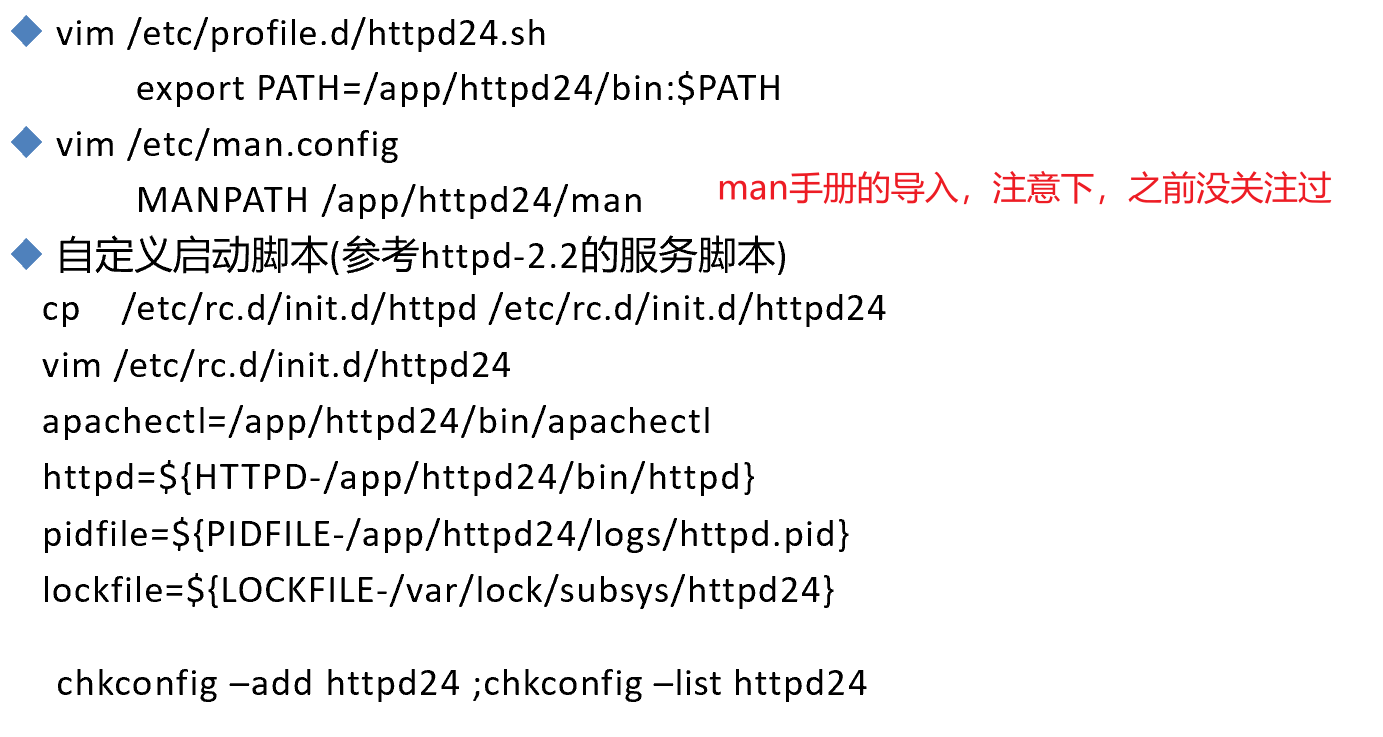 vim /etc/profile.d/httpd24.sh
export PATH=/app/httpd24/bin:$PATH
vim /etc/man.config
MANPATH /app/httpd24/man
man手册的导入，注意下，之前没关注过
自定义启动脚本(参考httpd-2.2的服务脚本)
cp /etc/rc.d/init.d/httpd /etc/rc.d/init.d/httpd24
vim /etc/rc.d/init.d/httpd24
apachectl=/app/httpd24/bin/apachectl
httpd=${HTTPD-/app/httpd24/bin/httpd}
pidfile=${PIDFILE-/app/httpd24/logs/httpd.pid}
lockfile=${LOCKFILE-/var/lock/subsys/httpd24}
chkconfig –add httpd24 ;chkconfig –list httpd24